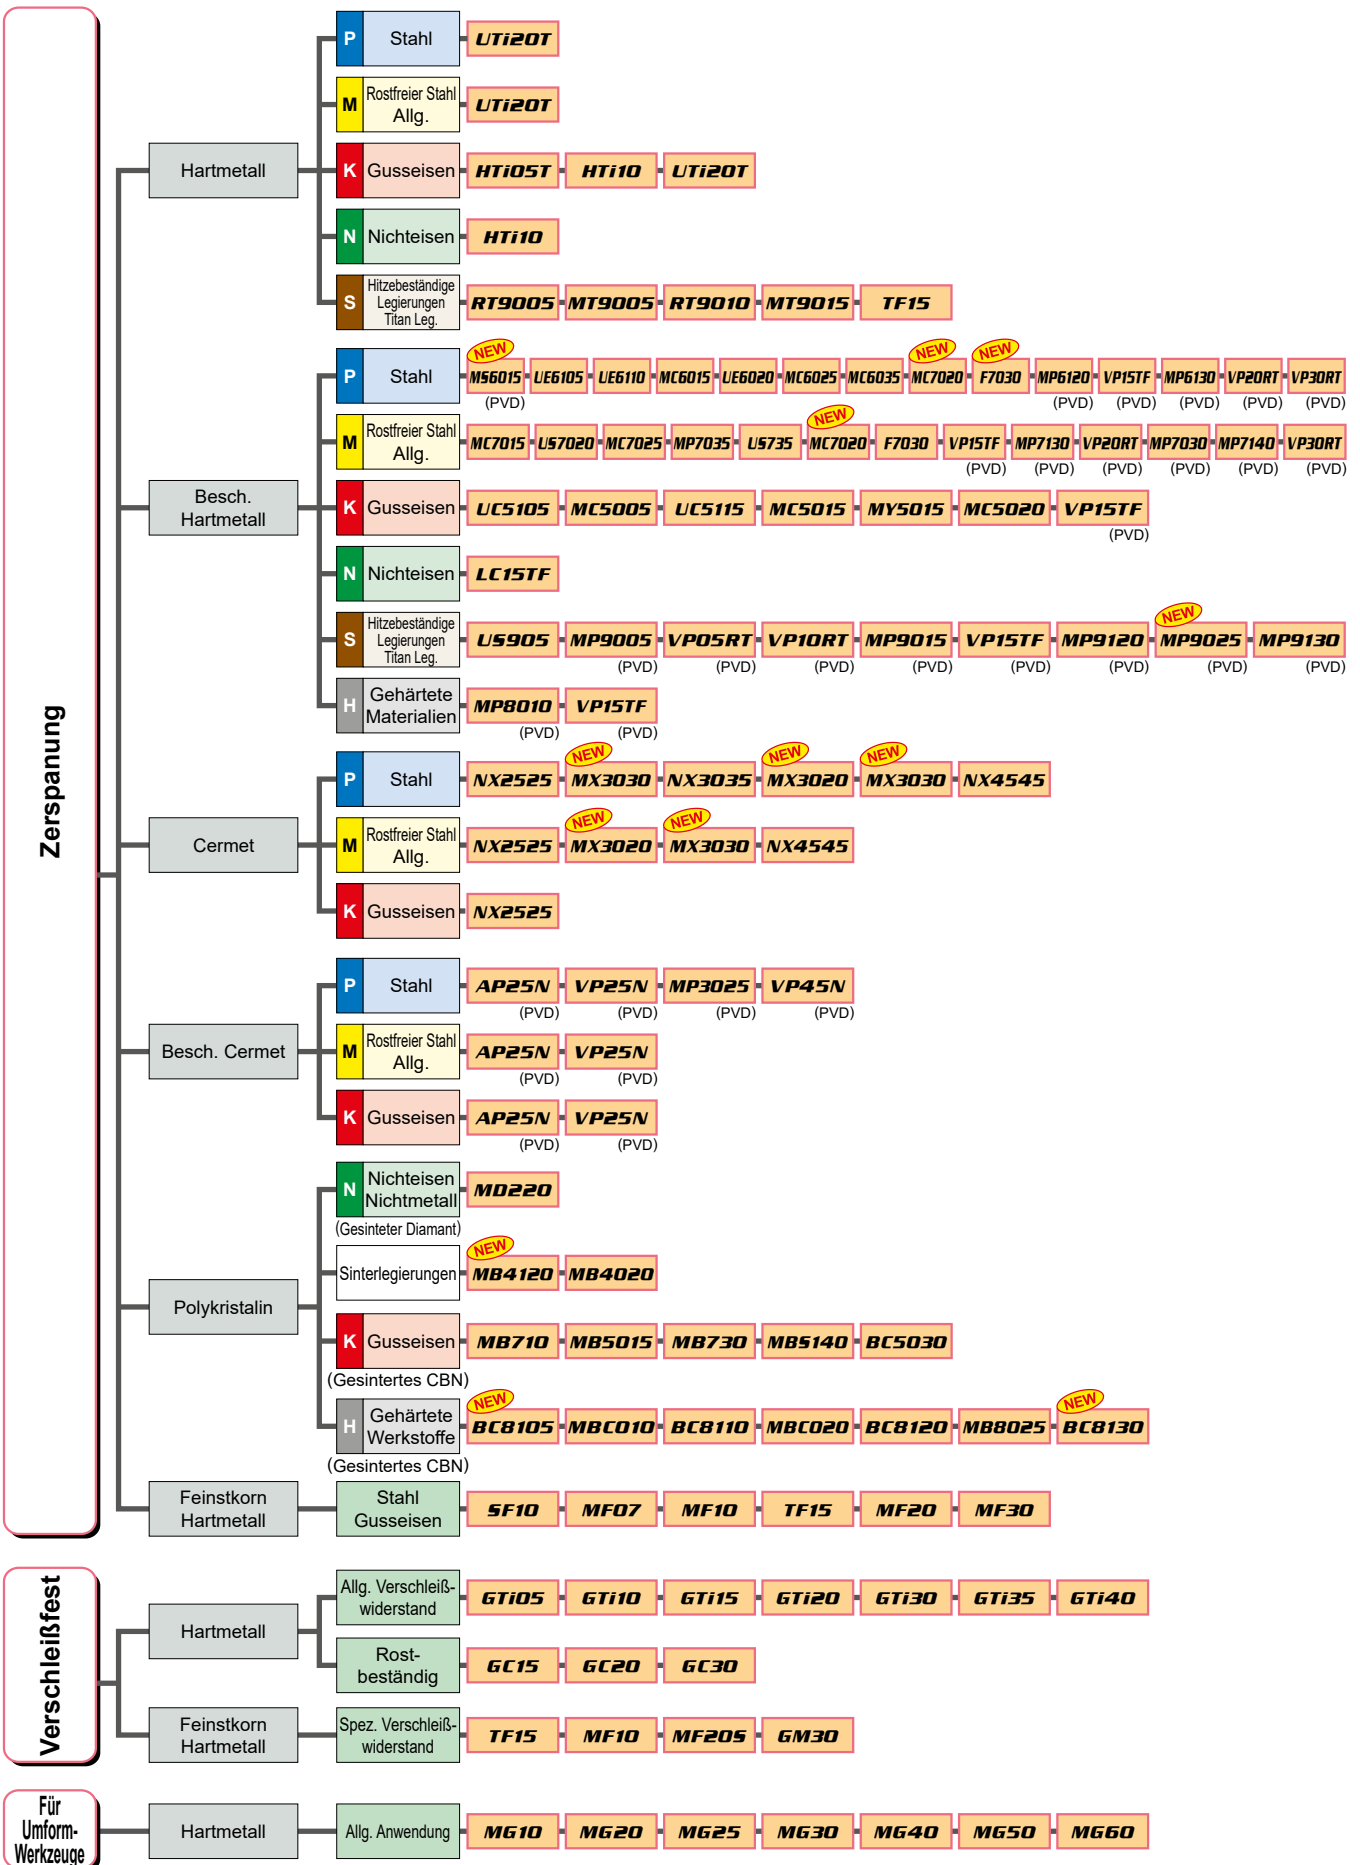 Zerspanung
Hartmetall
P Stahl UTi20T
M Rostfreier Stahl
Allg. UTi20T
K Gusseisen HTi05T HTi10 UTi20T
N Nichteisen HTi10
S Hitzebeständige
Legierungen
Titan Leg. RT9005 MT9005 RT9010 MT9015 TF15
Besch.
Hartmetall
NEW NEW NEW
P Stahl MS6015 UE6105 UE6110 MC6015 UE6020 MC6025 MC6035 MC7020 F7030 MP6120 VP15TF MP6130 VP20RT VP30RT
(PVD) (PVD) (PVD) (PVD) (PVD) (PVD)
NEW
M Rostfreier Stahl
Allg. MC7015 US7020 MC7025 MP7035 US735 MC7020 F7030 VP15TF MP7130 VP20RT MP7030 MP7140 VP30RT
(PVD) (PVD) (PVD) (PVD) (PVD) (PVD)
K Gusseisen UC5105 MC5005 UC5115 MC5015 MY5015 MC5020 VP15TF
(PVD)
N Nichteisen LC15TF
NEW
S Hitzebeständige
Legierungen
Titan Leg. US905 MP9005 VP05RT VP10RT MP9015 VP15TF MP9120 MP9025 MP9130
(PVD) (PVD) (PVD) (PVD) (PVD) (PVD) (PVD) (PVD)
H Gehärtete
Materialien MP8010 VP15TF
(PVD) (PVD)
Cermet
NEW NEW NEW
P Stahl NX2525 MX3030 NX3035 MX3020 MX3030 NX4545
NEW NEW
M Rostfreier Stahl
Allg. NX2525 MX3020 MX3030 NX4545
K Gusseisen NX2525
Besch. Cermet
P Stahl AP25N VP25N MP3025 VP45N
(PVD) (PVD) (PVD) (PVD)
M Rostfreier Stahl
Allg. AP25N VP25N
(PVD) (PVD)
K Gusseisen AP25N VP25N
(PVD) (PVD)
Polykristalin
N Nichteisen
Nichtmetall MD220
(Gesinteter Diamant)
NEW
Sinterlegierungen MB4120 MB4020
K Gusseisen MB710 MB5015 MB730 MBS140 BC5030
(Gesintertes CBN)
NEW NEW
H Gehärtete
Werkstoffe BC8105 MBC010 BC8110 MBC020 BC8120 MB8025 BC8130
(Gesintertes CBN)
Feinstkorn
Hartmetall
Stahl
Gusseisen SF10 MF07 MF10 TF15 MF20 MF30
Verschleißfest
Hartmetall
Allg. Verschleiß-
widerstand GTi05 GTi10 GTi15 GTi20 GTi30 GTi35 GTi40
Rost-
beständig GC15 GC20 GC30
Feinstkorn
Hartmetall
Spez. Verschleiß-
widerstand TF15 MF10 MF20S GM30
Für
Umform-
Werkzeuge
Hartmetall
Allg. Anwendung MG10 MG20 MG25 MG30 MG40 MG50 MG60